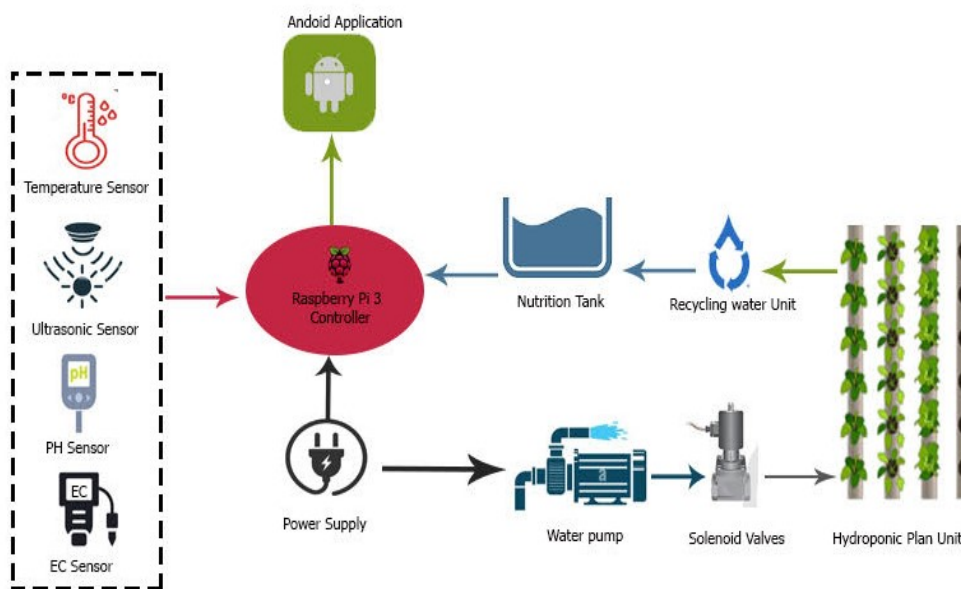 Andoid Application
°C
Temperature Sensor
Ultrasonic Sensor
pH
PH Sensor
EC
EC Sensor
Raspberry Pi 3
Controller
Power Supply
Nutrition Tank
Recycling water Unit
a
Water pump
Solenoid Valves
Hydroponic Plan Unit